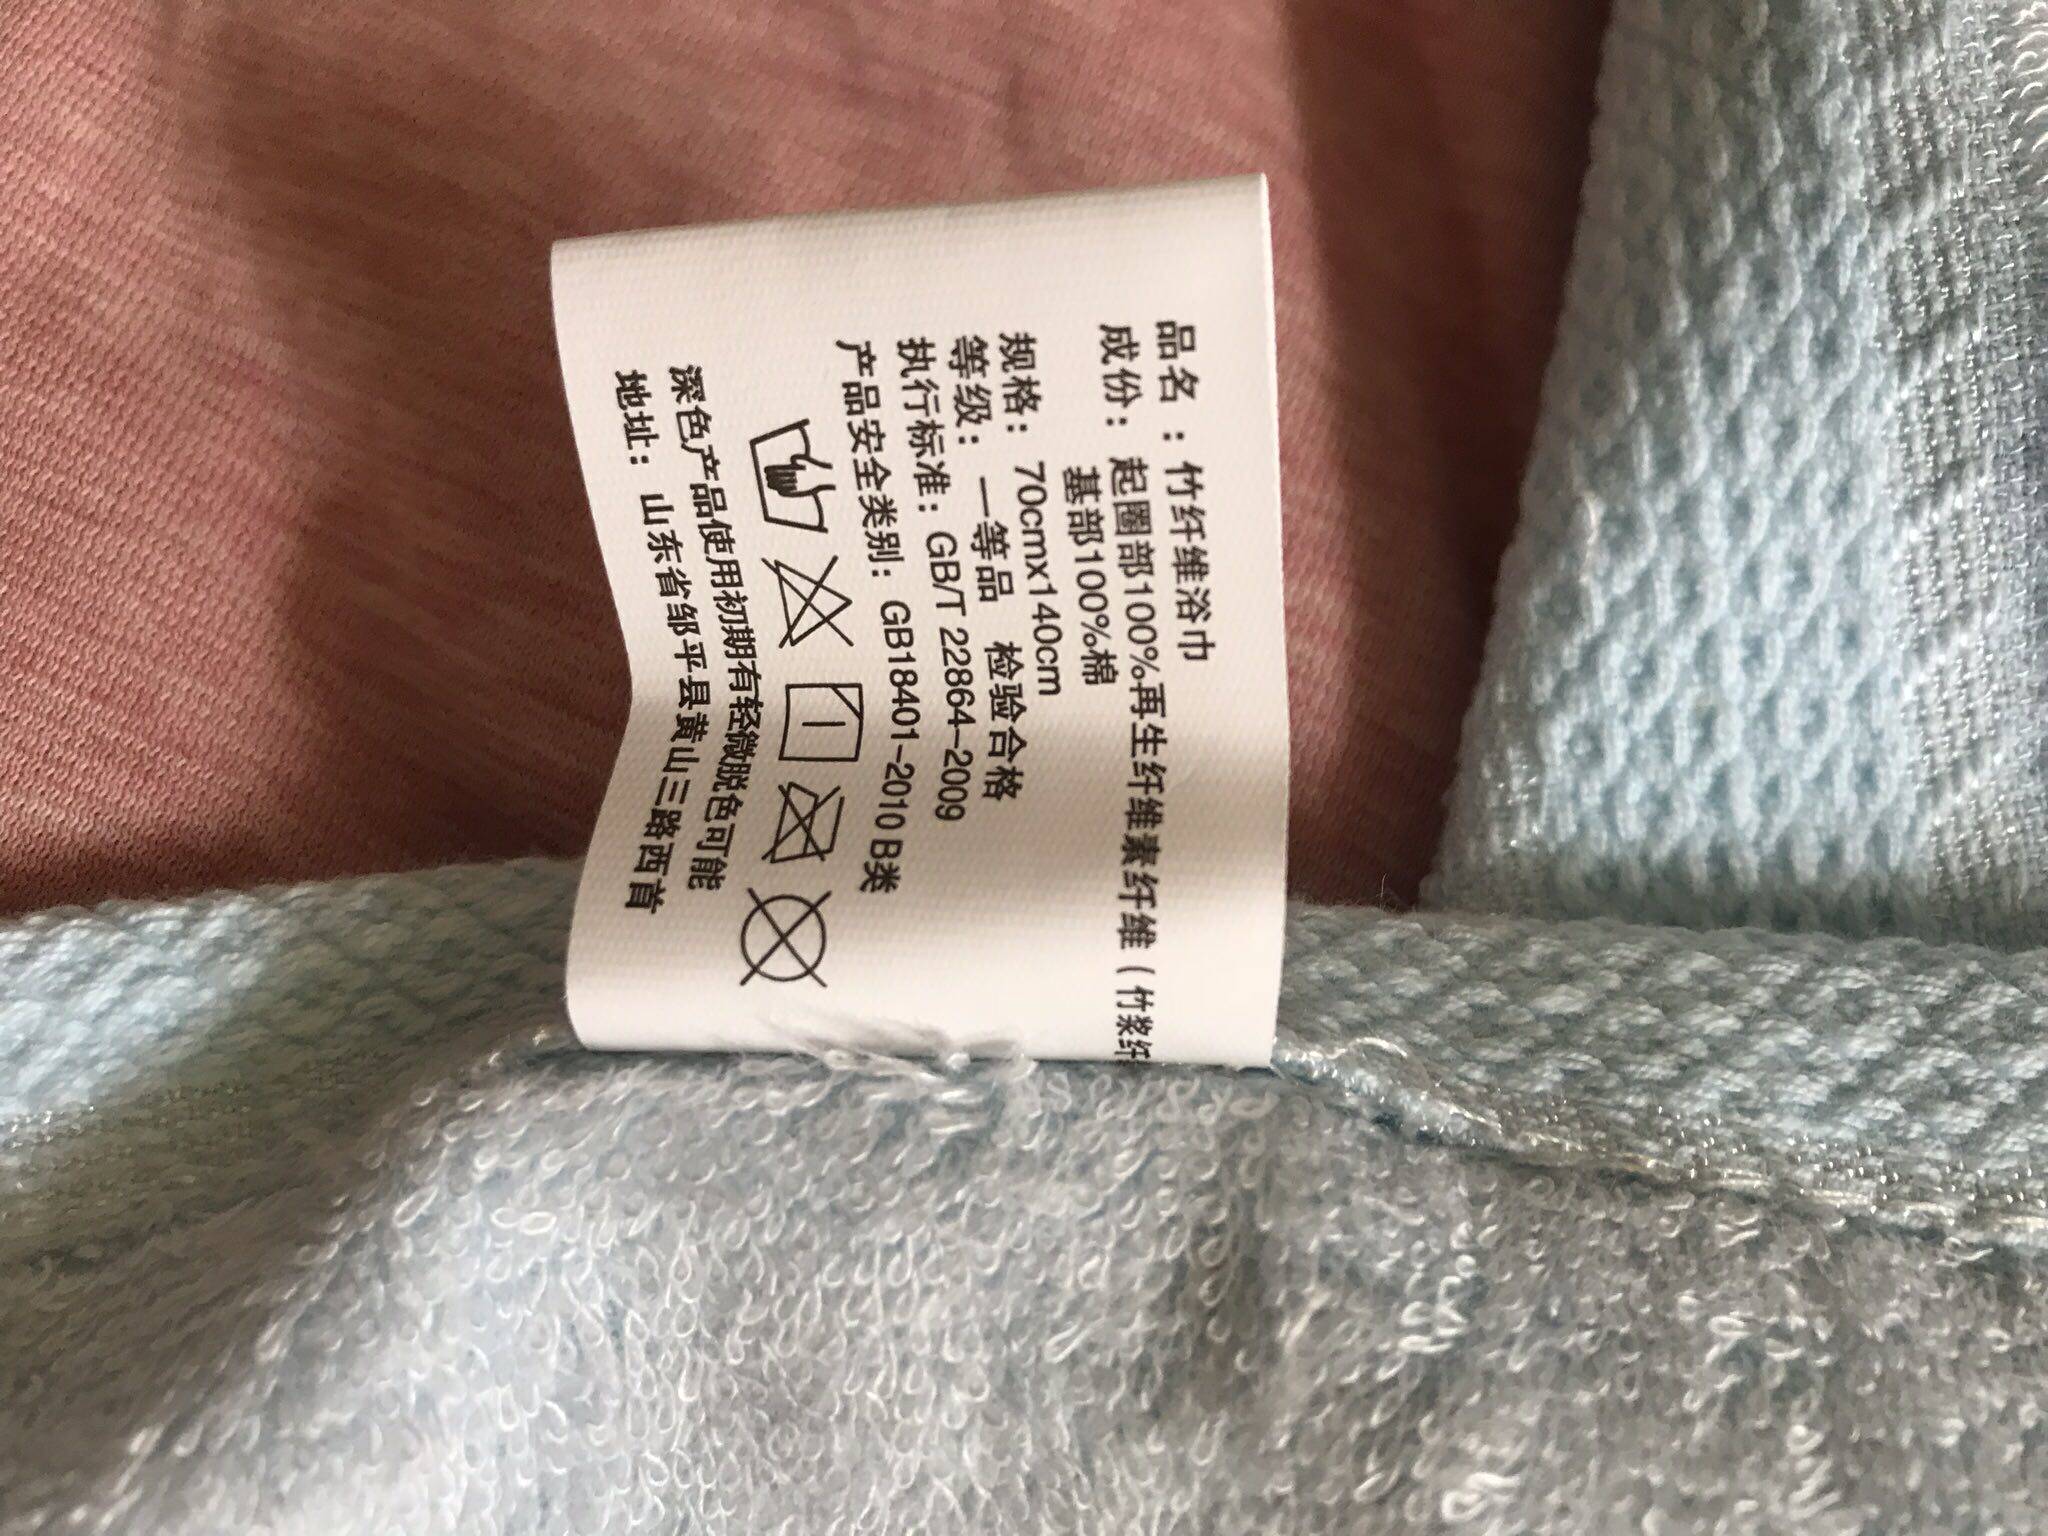 品名：竹纤维浴巾
成份：起圈部100%再生纤维素纤维（竹浆纤
基部100%棉
规格：70cmx140cm
等级：一等品 检验合格
执行标准：GB/T 22864-2009
产品安全类别：GB18401-2010 B类
深色产品使用初期有轻微脱色可能
地址：山东省邹平县黄山三路西首